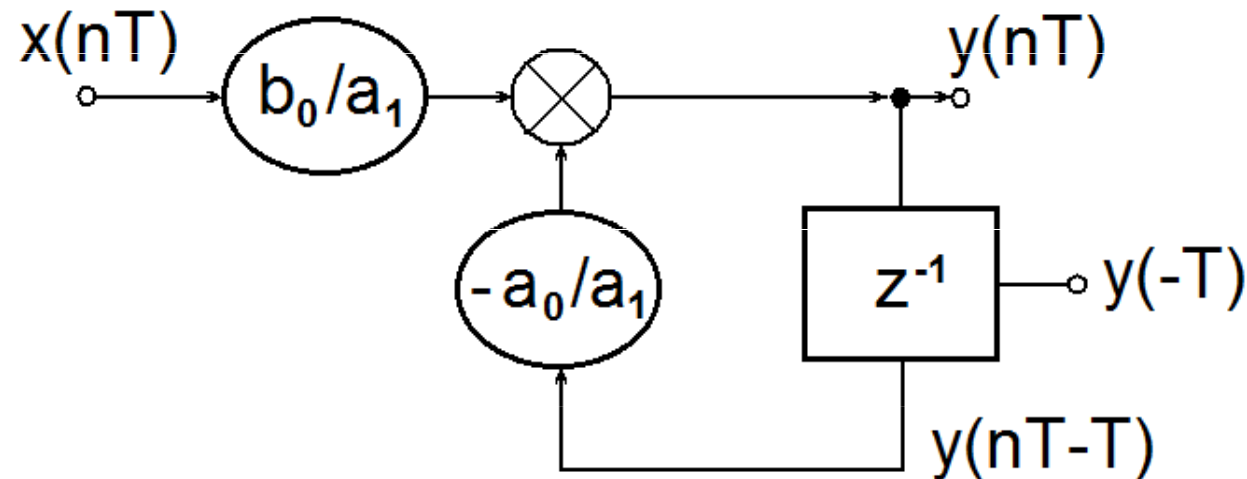 x(nT)
b₀/a₁
y(nT)
-a₀/a₁
z⁻¹
y(-T)
y(nT-T)